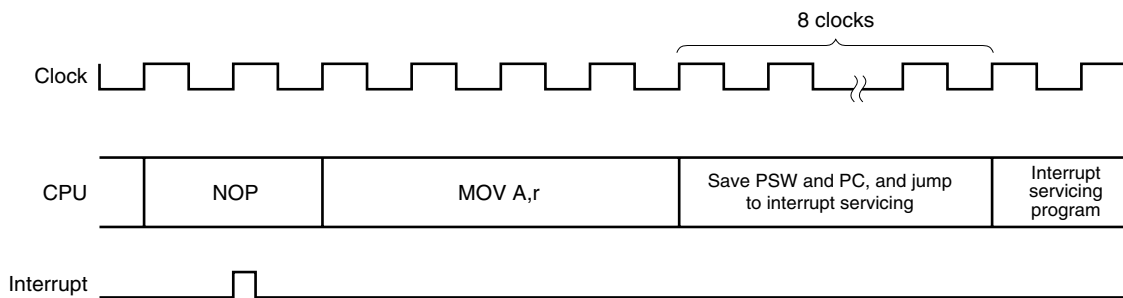 8 clocks
Clock
CPU
NOP
MOV A,r
Save PSW and PC, and jump
to interrupt servicing
Interrupt
servicing
program
Interrupt